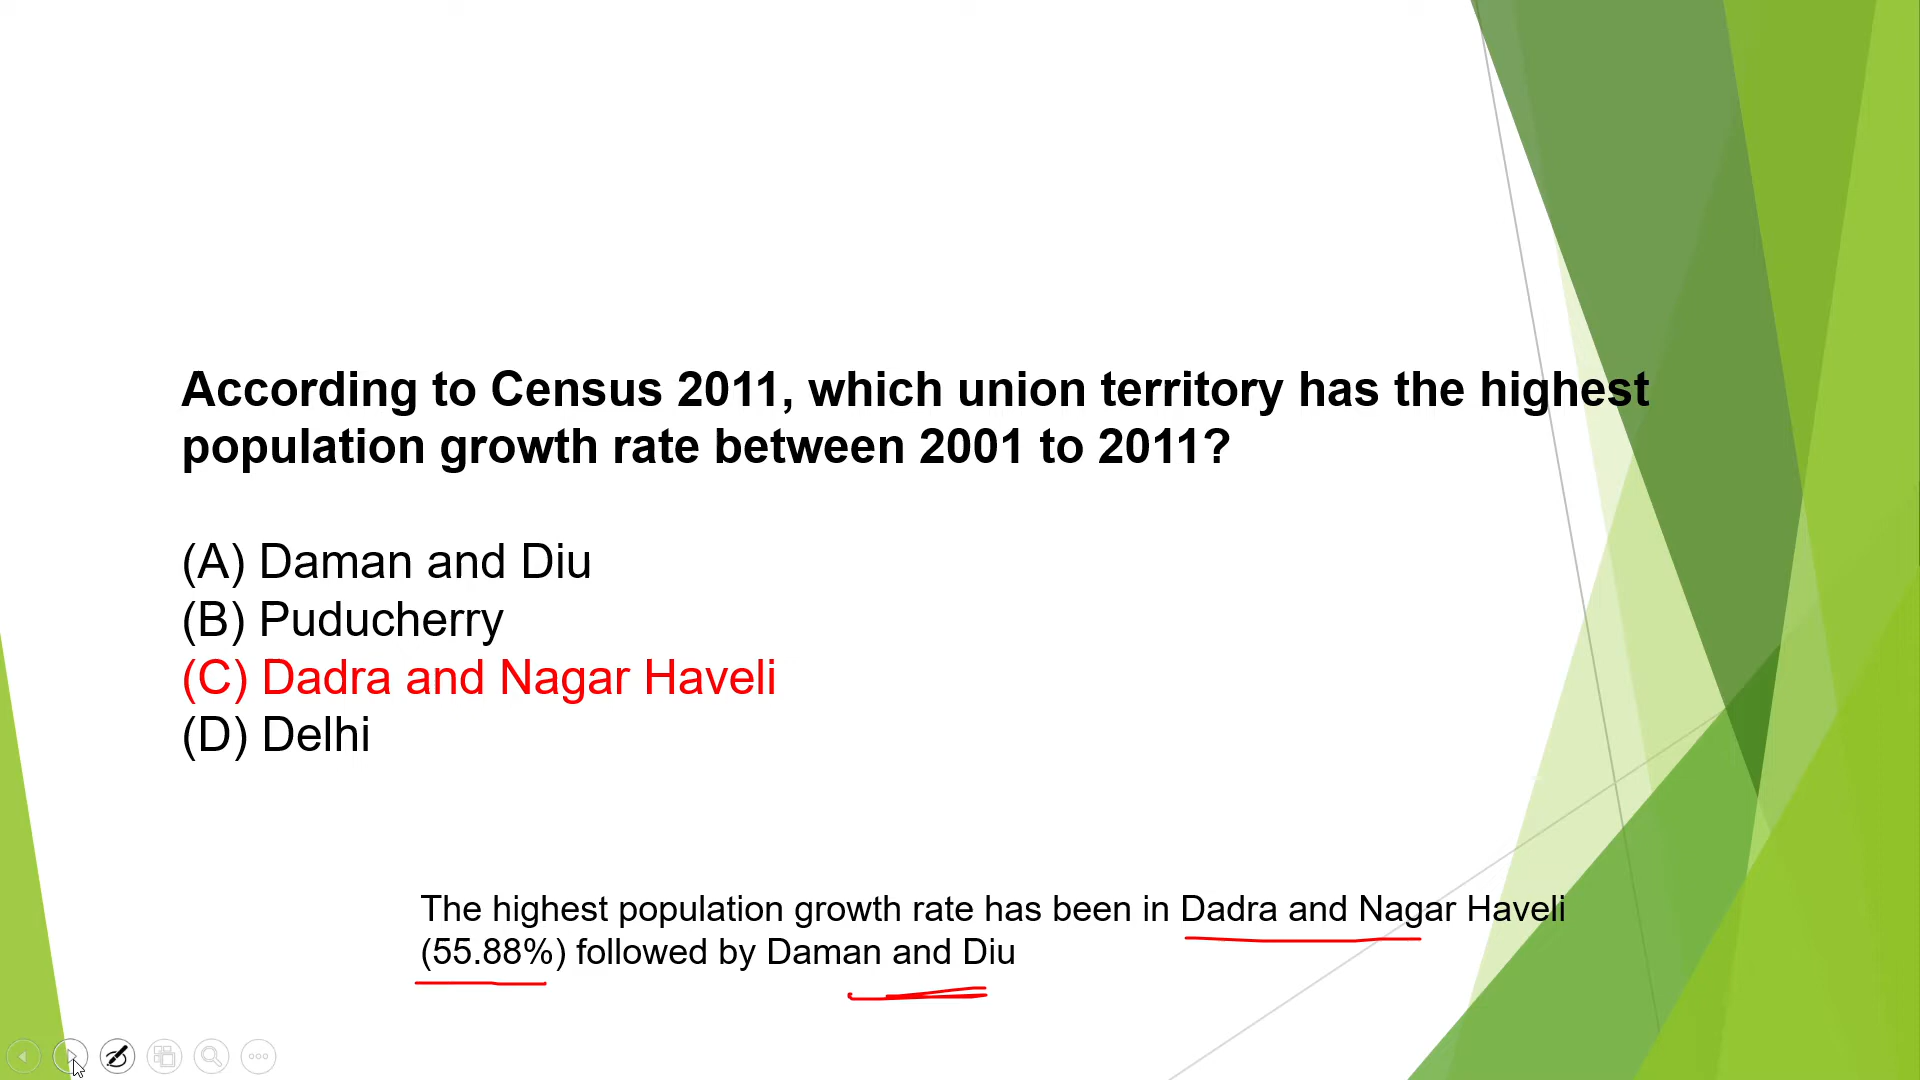 According to Census 2011, which union territory has the highest
population growth rate between 2001 to 2011?
(A) Daman and Diu
(B) Puducherry
(C) Dadra and Nagar Haveli
(D) Delhi
The highest population growth rate has been in Dadra and Nagar Haveli
(55.88%) followed by Daman and Diu